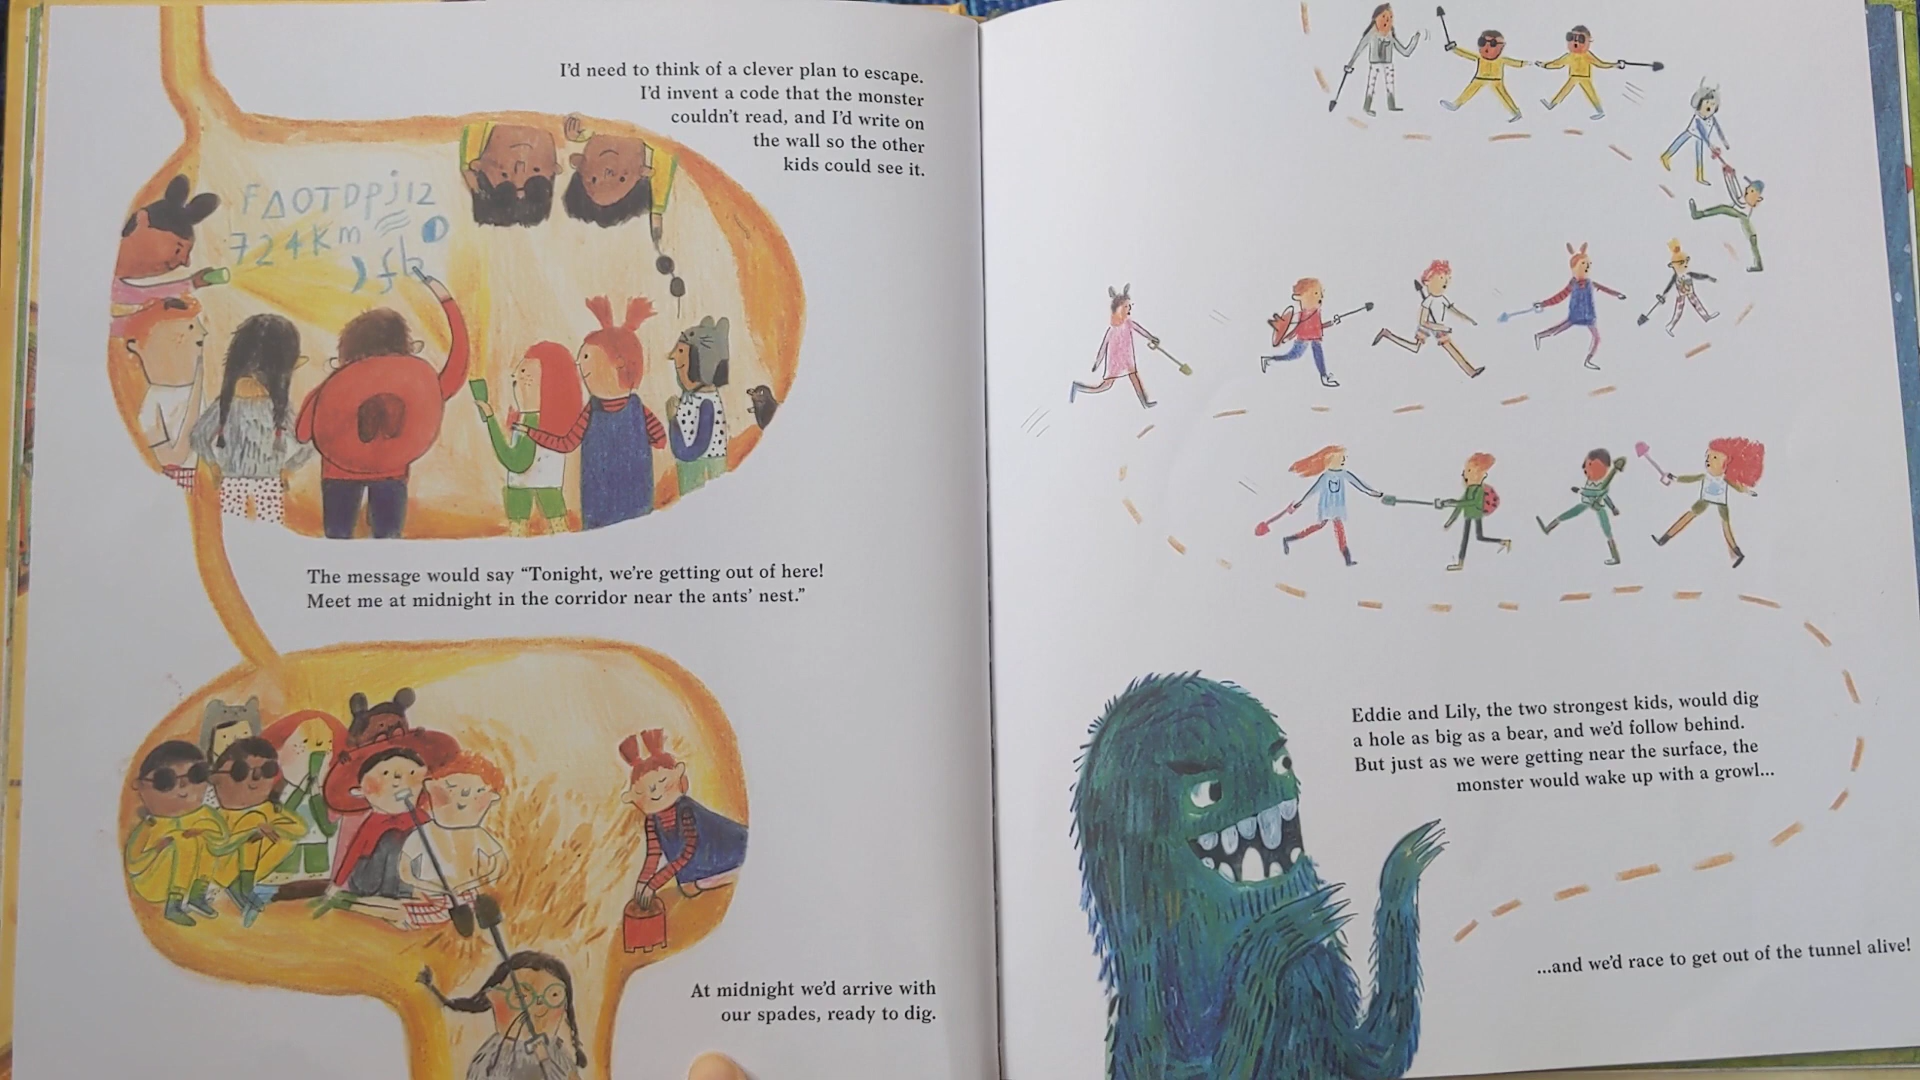 I'd need to think of a clever plan to escape.
I'd invent a code that the monster
couldn't read, and I'd write on
the wall so the other
kids could see it.
FΔOTDPj12
724Km
The message would say “Tonight, we're getting out of here!
Meet me at midnight in the corridor near the ants' nest.”
At midnight we'd arrive with
our spades, ready to dig.
Eddie and Lily, the two strongest kids, would dig
a hole as big as a bear, and we'd follow behind.
But just as we were getting near the surface, the
monster would wake up with a growl...
...and we'd race to get out of the tunnel alive!